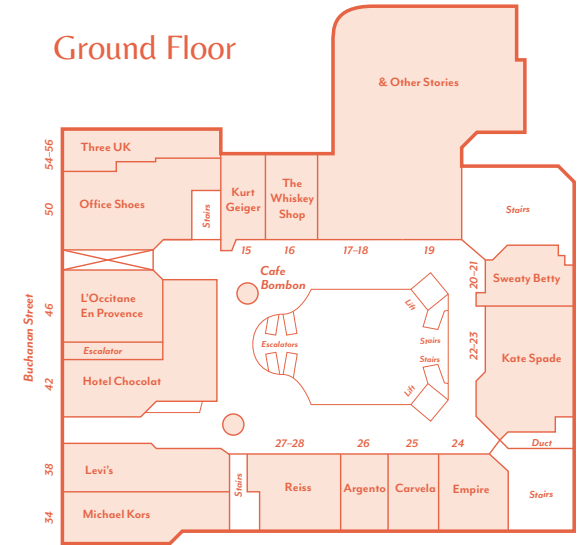 Ground Floor
& Other Stories
54–56
Three UK
50
Office Shoes
Stairs
Kurt
Geiger
The
Whiskey
Shop
Stairs
15
16
17–18
19
Cafe
Bombon
20–21
Sweaty Betty
Buchanan Street
46
L'Occitane
En Provence
Lift
Escalator
Escalators
Stairs
Stairs
22–23
Kate Spade
42
Hotel Chocolat
Lift
27–28
26
25
24
Duct
38
Levi's
Stairs
Reiss
Argento
Carvela
Empire
Stairs
34
Michael Kors